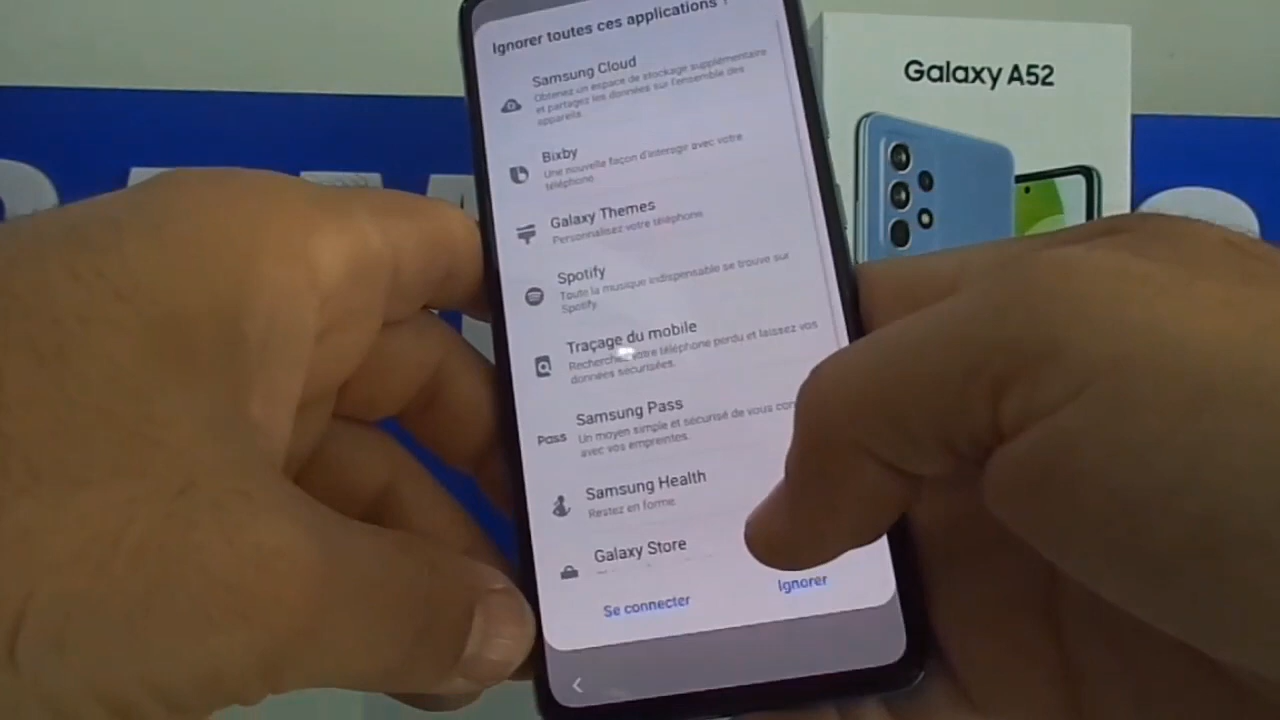 Ignorer toutes ces applications ?
Galaxy A52
Samsung Cloud
Obtenez un espace de stockage supplémentaire
et partagez les données sur l'ensemble des
appareils.
Bixby
Une nouvelle façon d'interagir avec votre
téléphone.
Galaxy Themes
Personnalisez votre téléphone.
Spotify
Toute la musique indispensable se trouve sur
Spotify.
Traçage du mobile
Recherchez votre téléphone perdu et laissez vos
données sécurisées.
Pass
Samsung Pass
Un moyen simple et sécurisé de vous con
avec vos empreintes.
Samsung Health
Restez en forme.
Galaxy Store
Se connecter
Ignorer